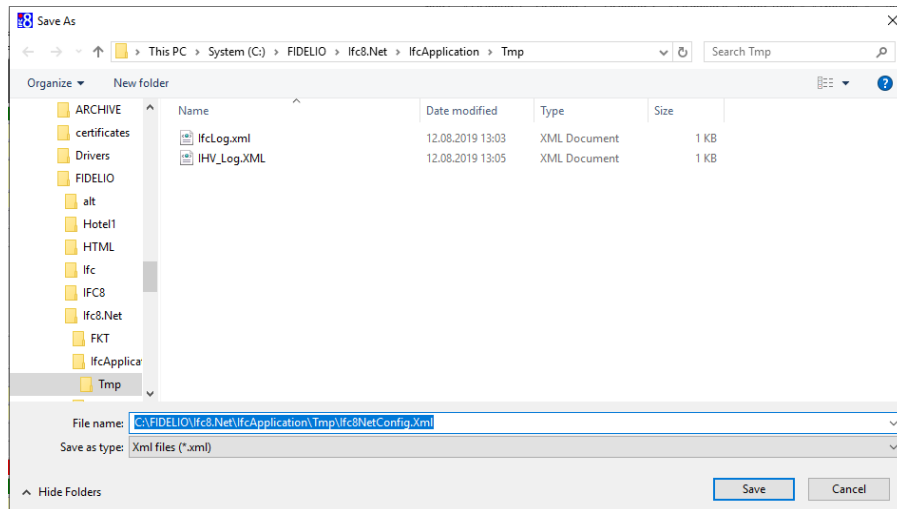 8 Save As
This PC > System (C:) > FIDELIO > Ifc8.Net > IfcApplication > Tmp
Search Tmp
Organize
New folder
?
Name
Date modified
Type
Size
IfcLog.xml
12.08.2019 13:03
XML Document
1 KB
IHV_Log.XML
12.08.2019 13:05
XML Document
1 KB
ARCHIVE
certificates
Drivers
FIDELIO
alt
Hotel1
HTML
Ifc
IFC8
Ifc8.Net
FKT
IfcApplica
Tmp
File name: C:\FIDELIO\Ifc8.Net\IfcApplication\Tmp\Ifc8NetConfig.Xml
Save as type: Xml files (*.xml)
Hide Folders
Save
Cancel